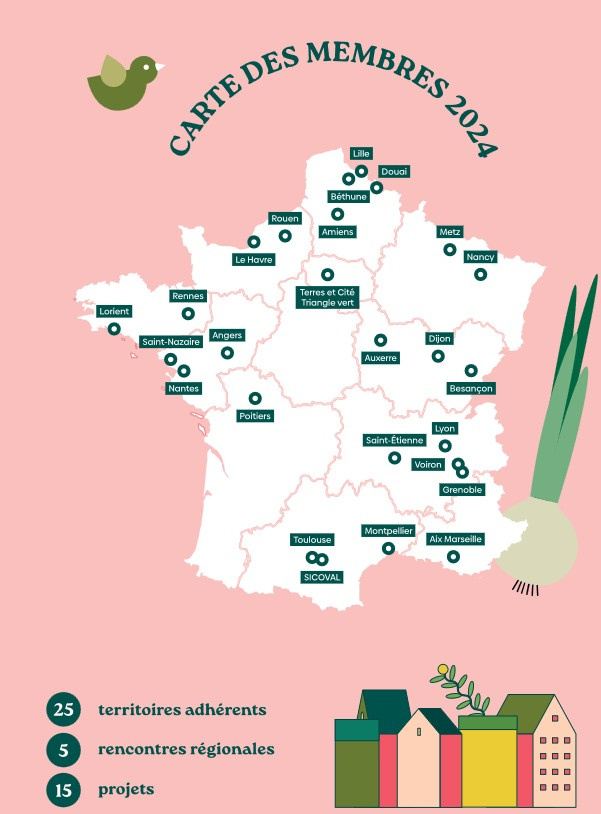 CARTE DES MEMBRES 2024
Lille
Douai
Béthune
Amiens
Rouen
Le Havre
Metz
Nancy
Terres et Cité
Triangle vert
Rennes
Lorient
Saint-Nazaire
Angers
Nantes
Auxerre
Dijon
Besançon
Poitiers
Lyon
Saint-Étienne
Voiron
Grenoble
Montpellier
Aix Marseille
Toulouse
SICOVAL
25 territoires adhérents
5 rencontres régionales
15 projets